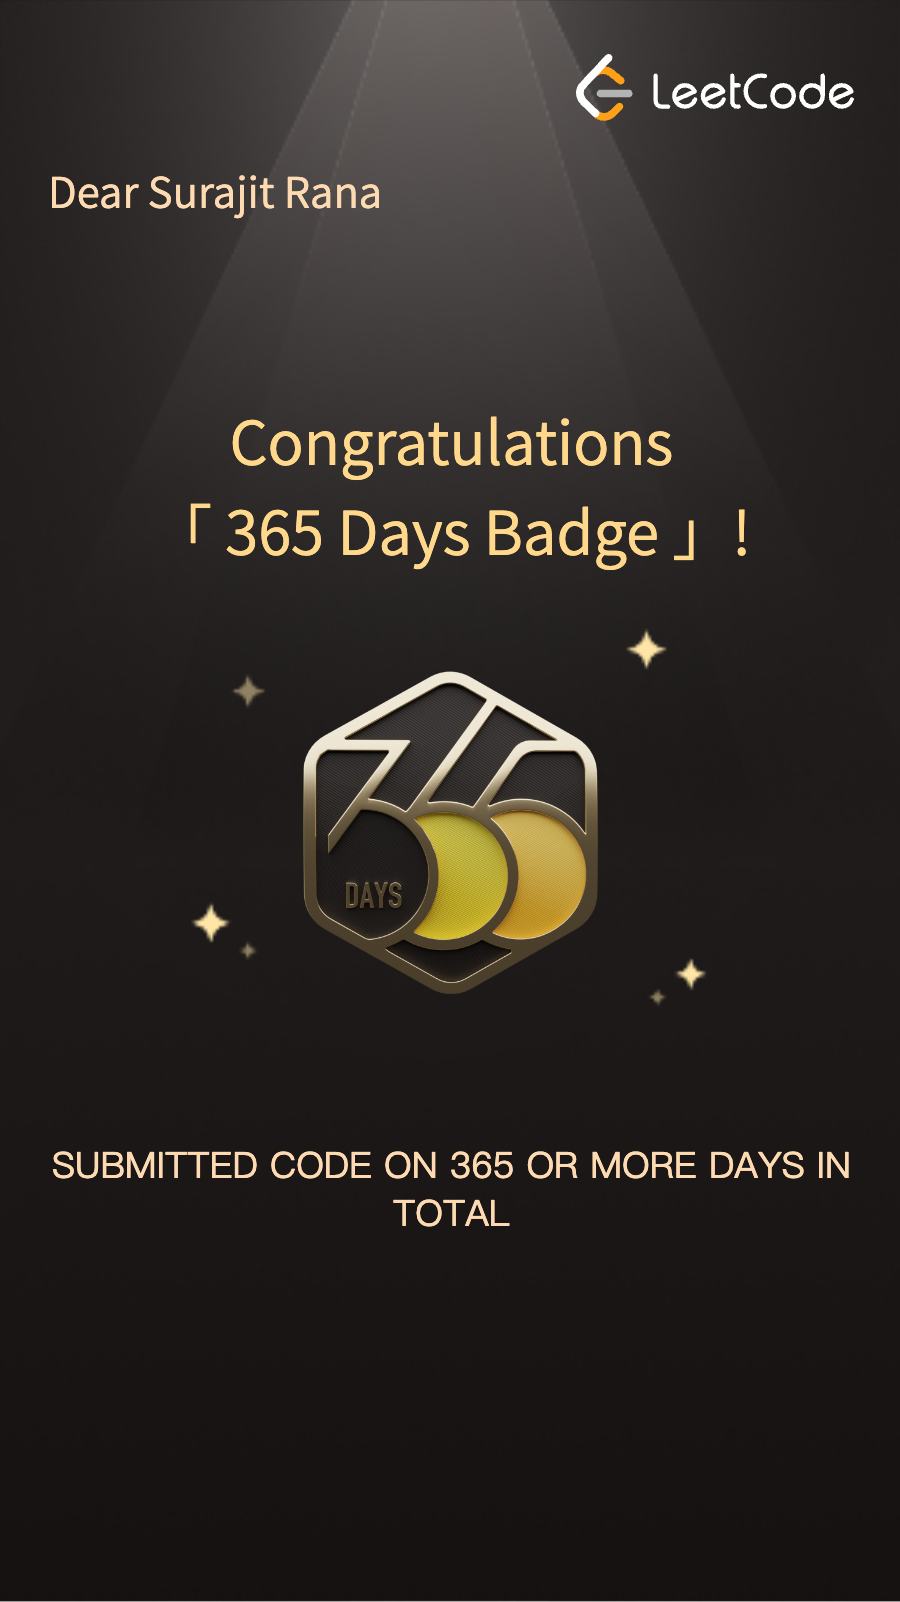 LeetCode
Dear Surajit Rana
Congratulations
「 365 Days Badge 」!
365
DAYS
SUBMITTED CODE ON 365 OR MORE DAYS IN
TOTAL